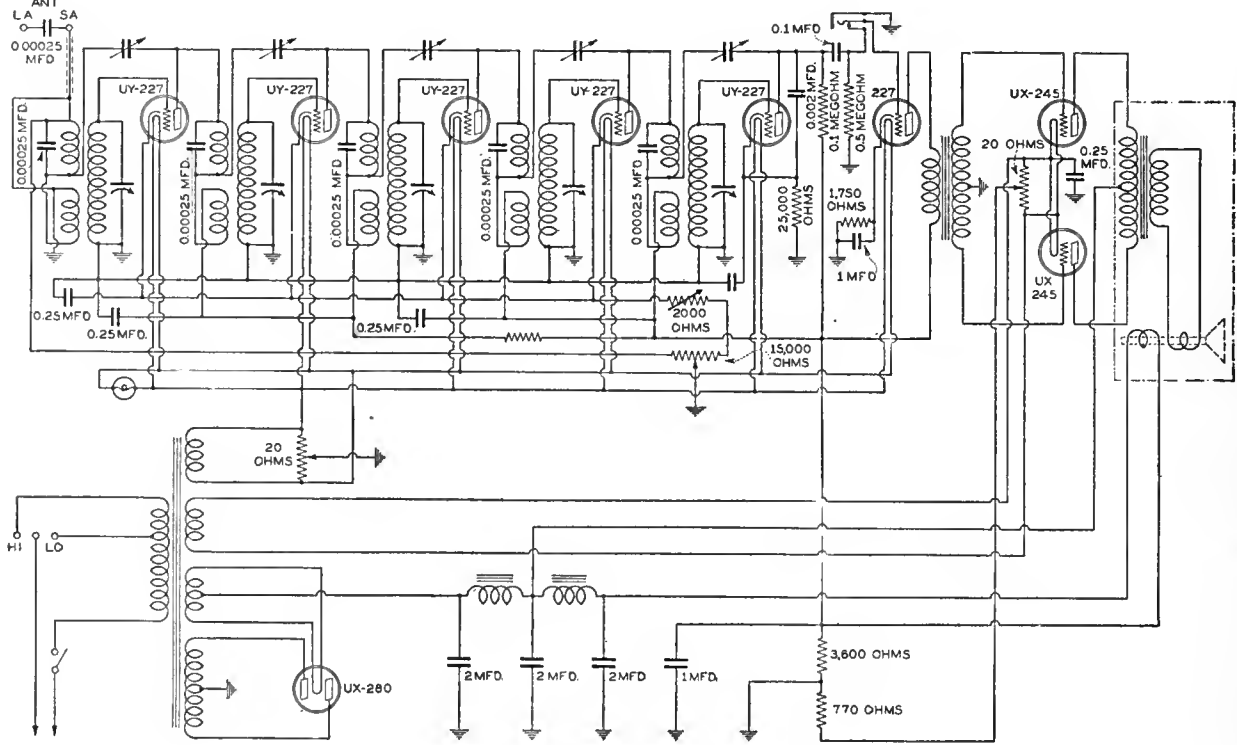 ANT
LA
SA
0.00025
MFD
0.00025 MFD.
UY-227
0.00025 MFD.
UY-227
0.00025 MFD.
UY-227
0.00025 MFD.
UY-227
0.00025 MFD.
UY-227
0.002 MFD.
0.1 MEGOHM
0.1 MFD
0.5 MEGOHM
227
25,000
OHMS
1,750
OHMS
1 MFD
UX-245
20 OHMS
0.25
MFD.
UX
245
0.25 MFD.
0.25 MFD.
0.25 MFD.
2000
OHMS
15,000
OHMS
20
OHMS
HI
LO
UX-280
2 MFD.
2 MFD.
2 MFD
1 MFD.
3,600 OHMS
770 OHMS